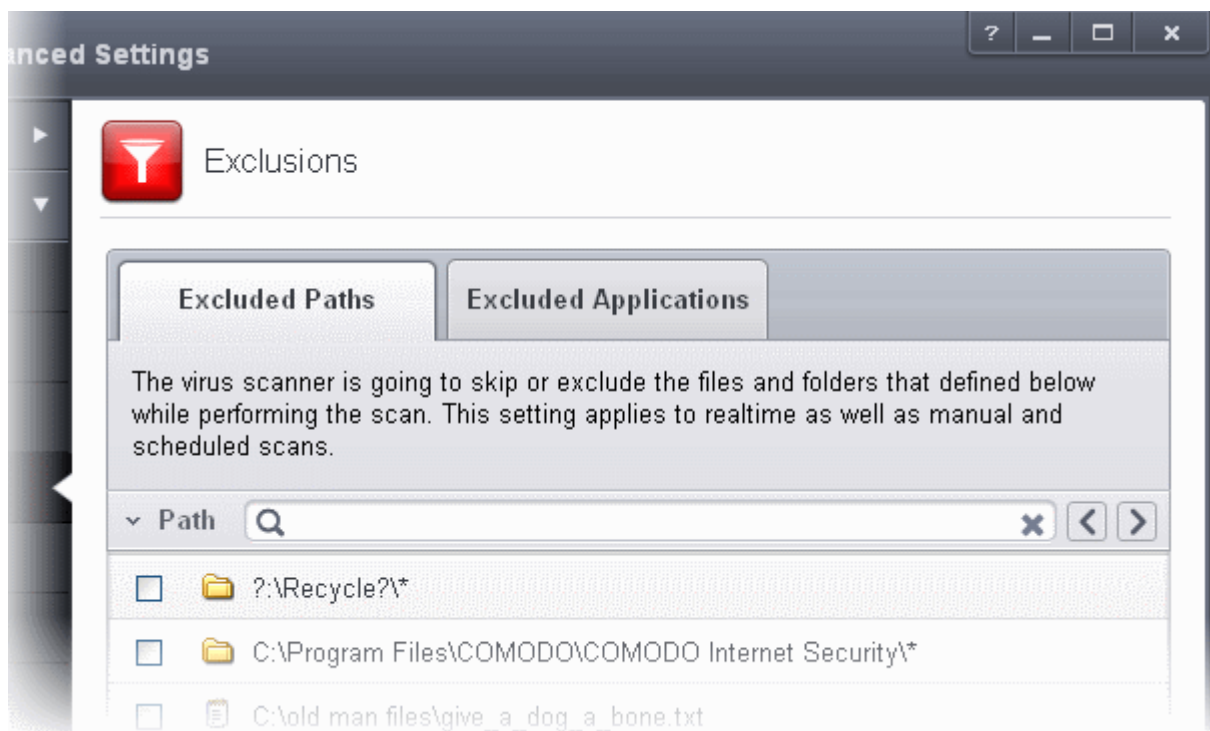 anced Settings
?
Exclusions
Excluded Paths
Excluded Applications
The virus scanner is going to skip or exclude the files and folders that defined below
while performing the scan. This setting applies to realtime as well as manual and
scheduled scans.
Path
?:\Recycle?\*
C:\Program Files\COMODO\COMODO Internet Security\*
C:\old man files\give_a_dog_a_bone.txt